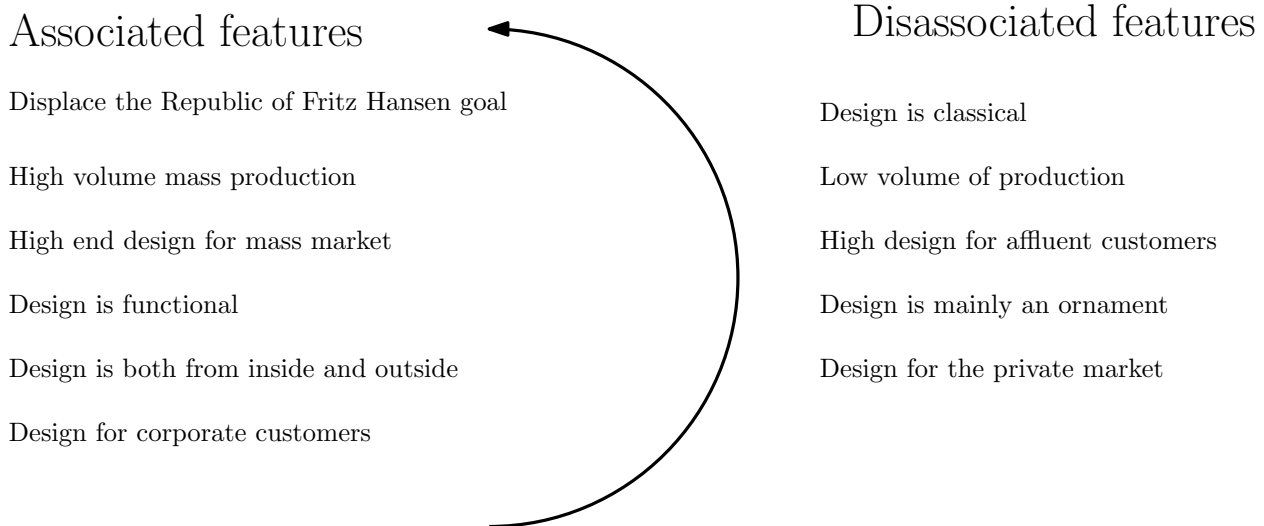 Associated features
Displace the Republic of Fritz Hansen goal
High volume mass production
High end design for mass market
Design is functional
Design is both from inside and outside
Design for corporate customers
Disassociated features
Design is classical
Low volume of production
High design for affluent customers
Design is mainly an ornament
Design for the private market